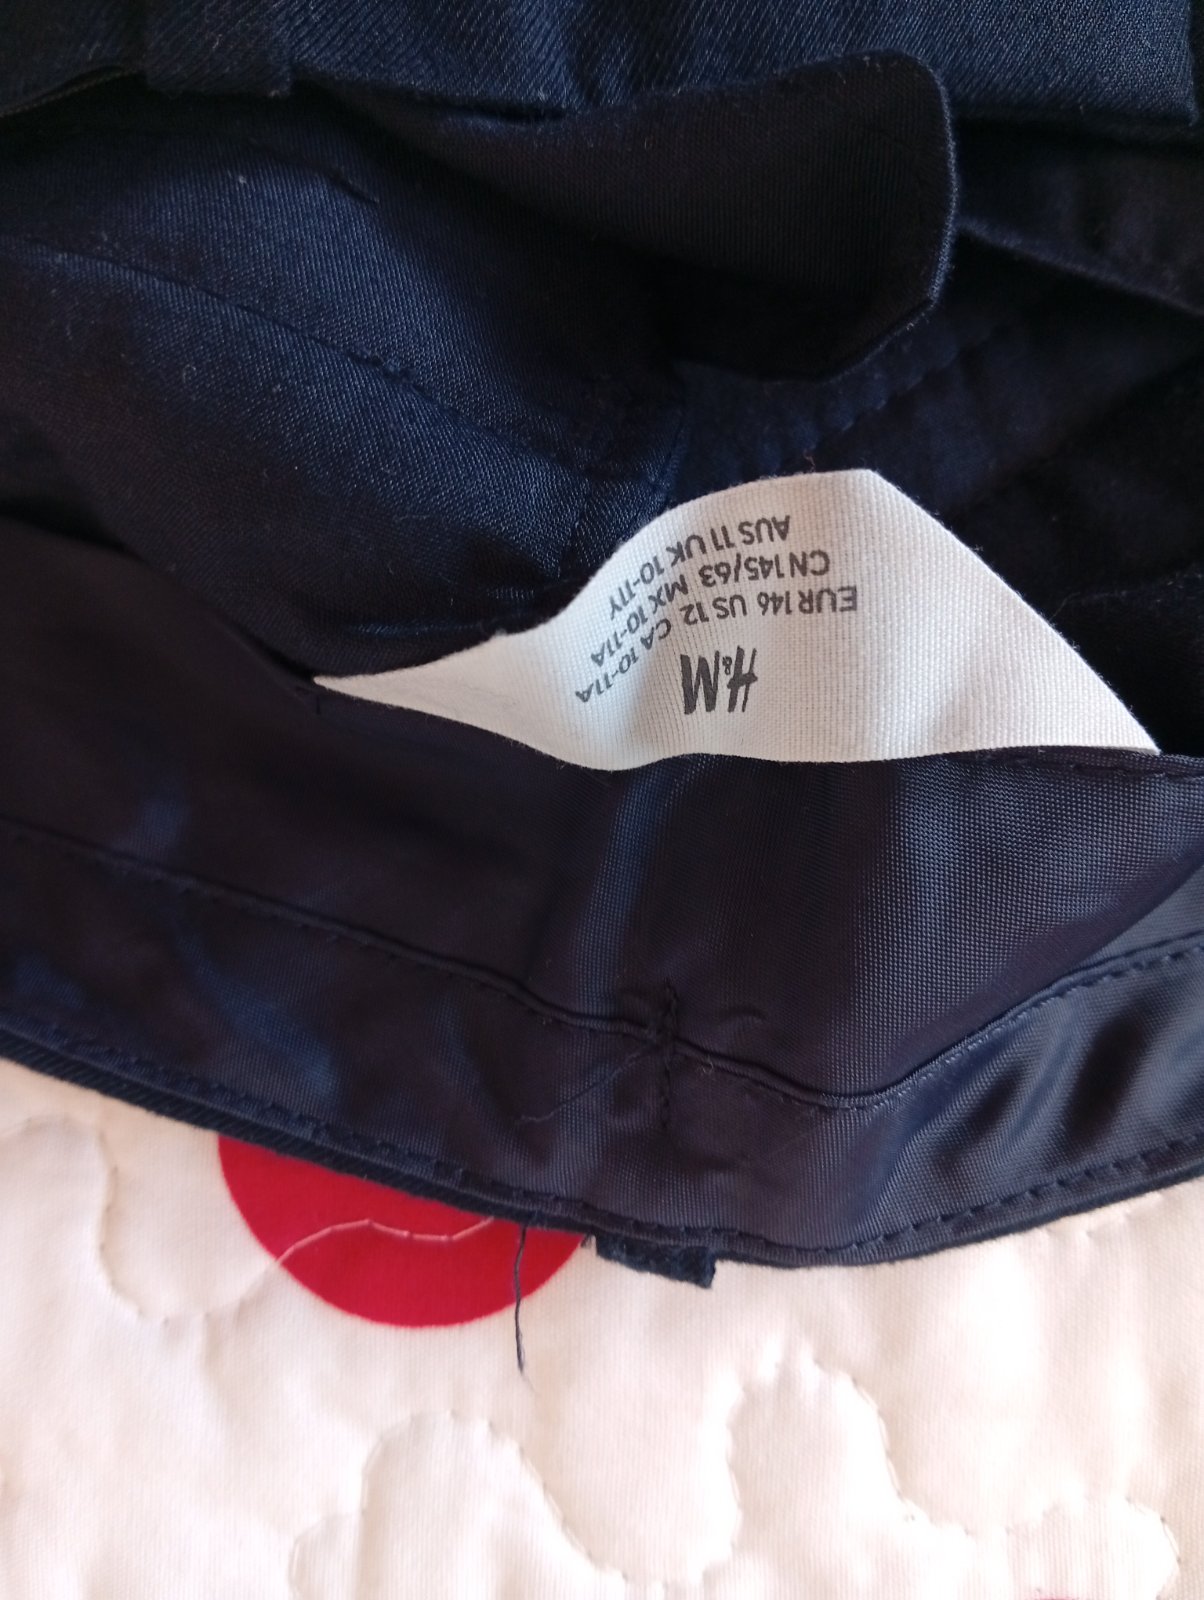 H&M
EUR 146 US 12 CA 10-11A
CN 145/63 MX 10-11A
AUS 11 UK 10-11Y